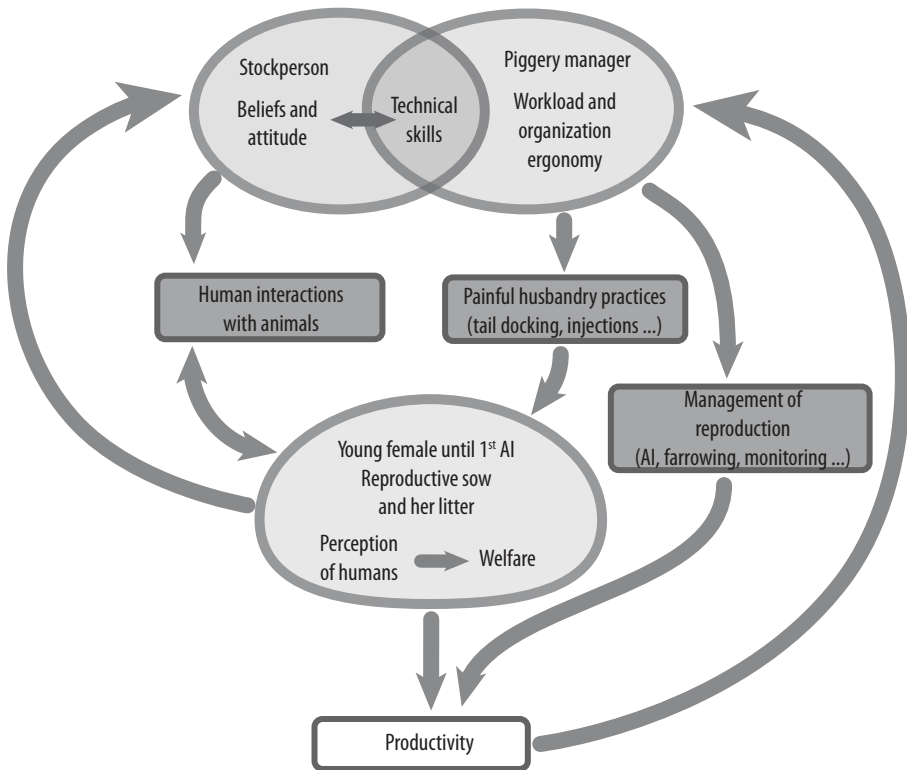 Stockperson
Beliefs and
attitude
Technical
skills
Piggery manager
Workload and
organization
ergonomy
Human interactions
with animals
Painful husbandry practices
(tail docking, injections ...)
Management of
reproduction
(AI, farrowing, monitoring ...)
Young female until 1st AI
Reproductive sow
and her litter
Perception
of humans
Welfare
Productivity